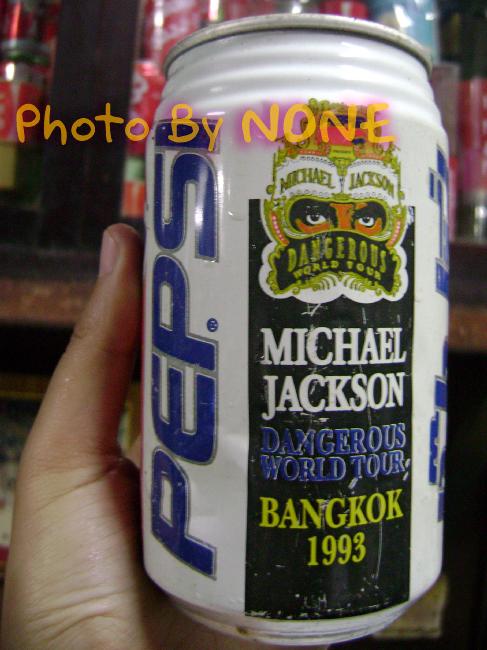 Photo By NONE
PEPSI®
MICHAEL JACKSON
DANGEROUS
WORLD TOUR
MICHAEL
JACKSON
DANGEROUS
WORLD TOUR
BANGKOK
1993